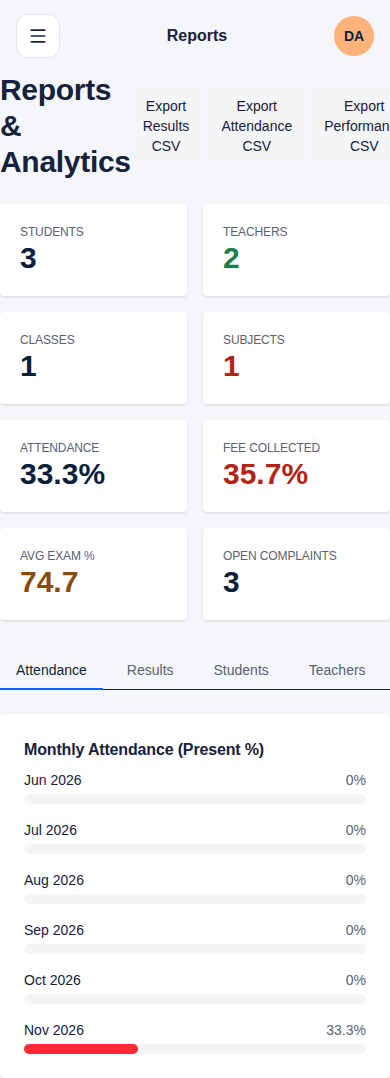 Reports
DA
Reports
&
Analytics
Export
Results
CSV
Export
Attendance
CSV
Export
CSV
STUDENTS
3
TEACHERS
2
CLASSES
1
SUBJECTS
1
ATTENDANCE
33.3%
FEE COLLECTED
35.7%
AVG EXAM %
74.7
OPEN COMPLAINTS
3
Attendance Results Students Teachers
Monthly Attendance (Present %)
Jun 2026 0%
Jul 2026 0%
Aug 2026 0%
Sep 2026 0%
Oct 2026 0%
Nov 2026 33.3%